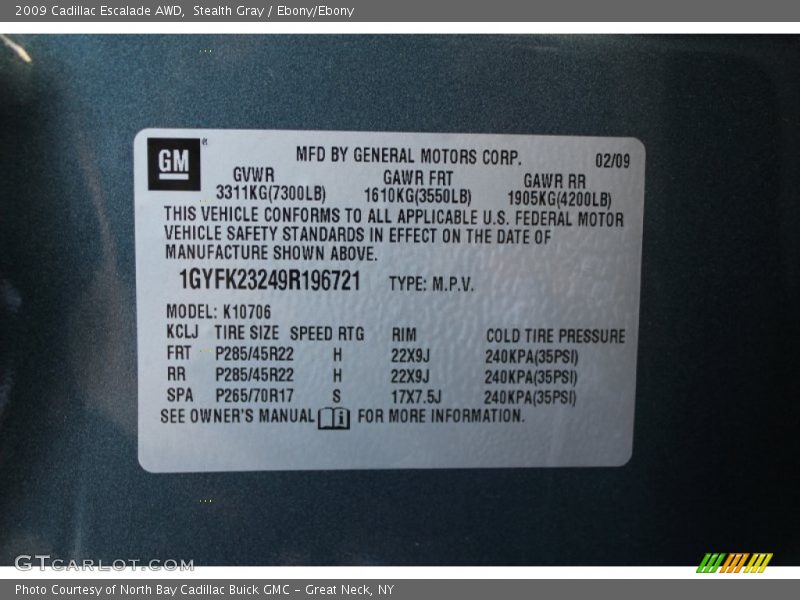 2009 Cadillac Escalade AWD, Stealth Gray / Ebony/Ebony
GM ®
MFD BY GENERAL MOTORS CORP. 02/09
GVWR GAWR FRT GAWR RR
3311KG(7300LB) 1610KG(3550LB) 1905KG(4200LB)
THIS VEHICLE CONFORMS TO ALL APPLICABLE U.S. FEDERAL MOTOR
VEHICLE SAFETY STANDARDS IN EFFECT ON THE DATE OF
MANUFACTURE SHOWN ABOVE.
1GYFK23249R196721 TYPE: M.P.V.
MODEL: K10706
KCLJ TIRE SIZE SPEED RTG RIM COLD TIRE PRESSURE
FRT P285/45R22 H 22X9J 240KPA(35PSI)
RR P285/45R22 H 22X9J 240KPA(35PSI)
SPA P265/70R17 S 17X7.5J 240KPA(35PSI)
SEE OWNER'S MANUAL i FOR MORE INFORMATION.
GTCARLOT.COM
Photo Courtesy of North Bay Cadillac Buick GMC - Great Neck, NY